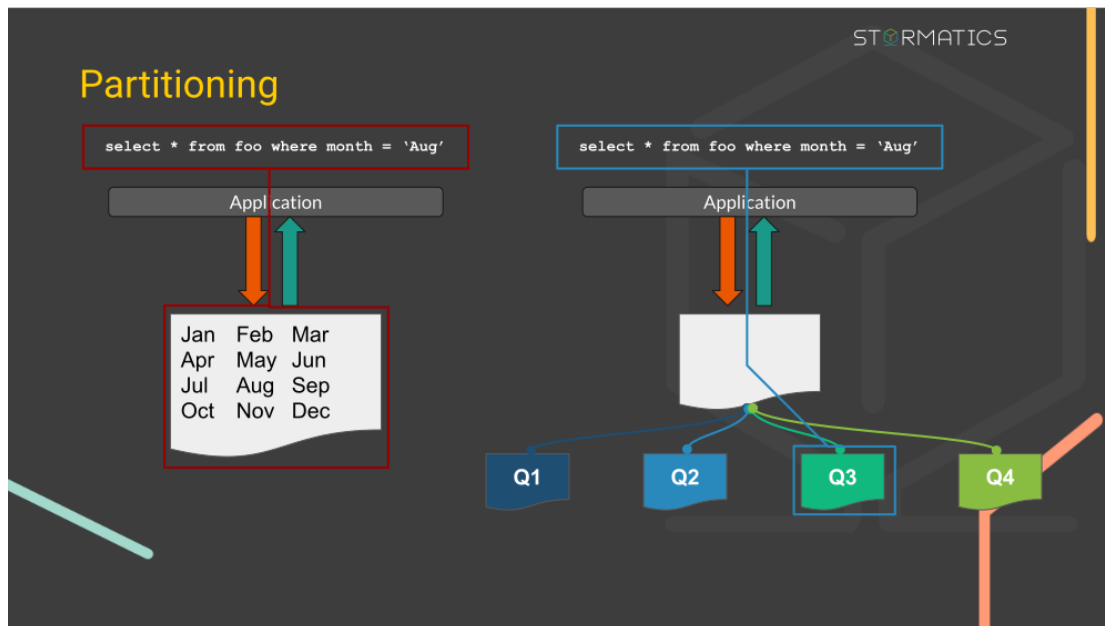 STORMATICS
Partitioning
select * from foo where month = ‘Aug’
Application
Jan Feb Mar
Apr May Jun
Jul Aug Sep
Oct Nov Dec
select * from foo where month = ‘Aug’
Application
Q1 Q2 Q3 Q4